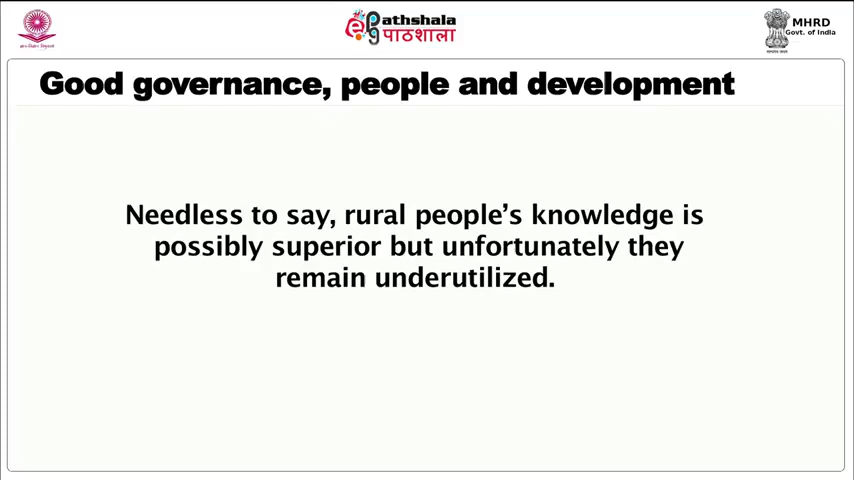 Pathshala
पाठशाला
MHRD
Govt. of India
Good governance, people and development
Needless to say, rural people’s knowledge is
possibly superior but unfortunately they
remain underutilized.